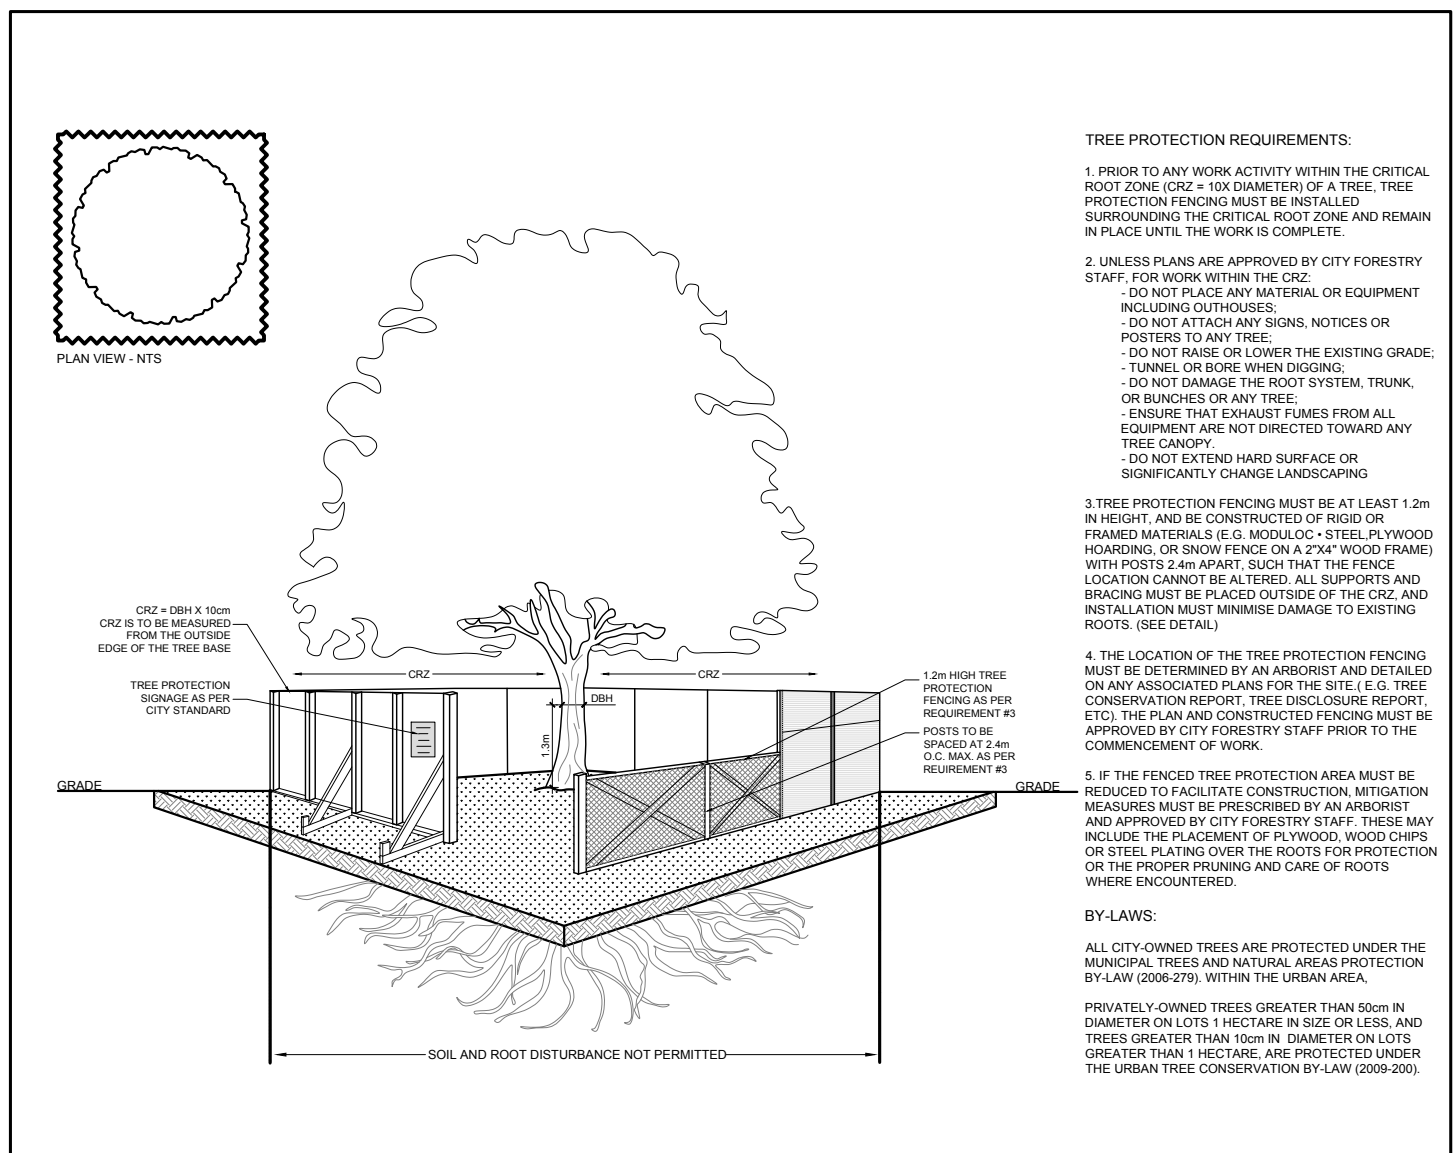 PLAN VIEW - NTS
CRZ = DBH X 10cm
CRZ IS TO BE MEASURED
FROM THE OUTSIDE
EDGE OF THE TREE BASE
TREE PROTECTION
SIGNAGE AS PER
CITY STANDARD
CRZ
CRZ
DBH
1.3m
1.2m HIGH TREE
PROTECTION
FENCING AS PER
REQUIREMENT #3
POSTS TO BE
SPACED AT 2.4m
O.C. MAX. AS PER
REUIREMENT #3
GRADE
GRADE
SOIL AND ROOT DISTURBANCE NOT PERMITTED
TREE PROTECTION REQUIREMENTS:
1. PRIOR TO ANY WORK ACTIVITY WITHIN THE CRITICAL
ROOT ZONE (CRZ = 10X DIAMETER) OF A TREE, TREE
PROTECTION FENCING MUST BE INSTALLED
SURROUNDING THE CRITICAL ROOT ZONE AND REMAIN
IN PLACE UNTIL THE WORK IS COMPLETE.
2. UNLESS PLANS ARE APPROVED BY CITY FORESTRY
STAFF, FOR WORK WITHIN THE CRZ:
- DO NOT PLACE ANY MATERIAL OR EQUIPMENT
INCLUDING OUTHOUSES;
- DO NOT ATTACH ANY SIGNS, NOTICES OR
POSTERS TO ANY TREE;
- DO NOT RAISE OR LOWER THE EXISTING GRADE;
- TUNNEL OR BORE WHEN DIGGING;
- DO NOT DAMAGE THE ROOT SYSTEM, TRUNK,
OR BUNCHES OR ANY TREE;
- ENSURE THAT EXHAUST FUMES FROM ALL
EQUIPMENT ARE NOT DIRECTED TOWARD ANY
TREE CANOPY.
- DO NOT EXTEND HARD SURFACE OR
SIGNIFICANTLY CHANGE LANDSCAPING
3.TREE PROTECTION FENCING MUST BE AT LEAST 1.2m
IN HEIGHT, AND BE CONSTRUCTED OF RIGID OR
FRAMED MATERIALS (E.G. MODULOC • STEEL,PLYWOOD
HOARDING, OR SNOW FENCE ON A 2"X4" WOOD FRAME)
WITH POSTS 2.4m APART, SUCH THAT THE FENCE
LOCATION CANNOT BE ALTERED. ALL SUPPORTS AND
BRACING MUST BE PLACED OUTSIDE OF THE CRZ, AND
INSTALLATION MUST MINIMISE DAMAGE TO EXISTING
ROOTS. (SEE DETAIL)
4. THE LOCATION OF THE TREE PROTECTION FENCING
MUST BE DETERMINED BY AN ARBORIST AND DETAILED
ON ANY ASSOCIATED PLANS FOR THE SITE.( E.G. TREE
CONSERVATION REPORT, TREE DISCLOSURE REPORT,
ETC). THE PLAN AND CONSTRUCTED FENCING MUST BE
APPROVED BY CITY FORESTRY STAFF PRIOR TO THE
COMMENCEMENT OF WORK.
5. IF THE FENCED TREE PROTECTION AREA MUST BE
REDUCED TO FACILITATE CONSTRUCTION, MITIGATION
MEASURES MUST BE PRESCRIBED BY AN ARBORIST
AND APPROVED BY CITY FORESTRY STAFF. THESE MAY
INCLUDE THE PLACEMENT OF PLYWOOD, WOOD CHIPS
OR STEEL PLATING OVER THE ROOTS FOR PROTECTION
OR THE PROPER PRUNING AND CARE OF ROOTS
WHERE ENCOUNTERED.
BY-LAWS:
ALL CITY-OWNED TREES ARE PROTECTED UNDER THE
MUNICIPAL TREES AND NATURAL AREAS PROTECTION
BY-LAW (2006-279). WITHIN THE URBAN AREA,
PRIVATELY-OWNED TREES GREATER THAN 50cm IN
DIAMETER ON LOTS 1 HECTARE IN SIZE OR LESS, AND
TREES GREATER THAN 10cm IN DIAMETER ON LOTS
GREATER THAN 1 HECTARE, ARE PROTECTED UNDER
THE URBAN TREE CONSERVATION BY-LAW (2009-200).